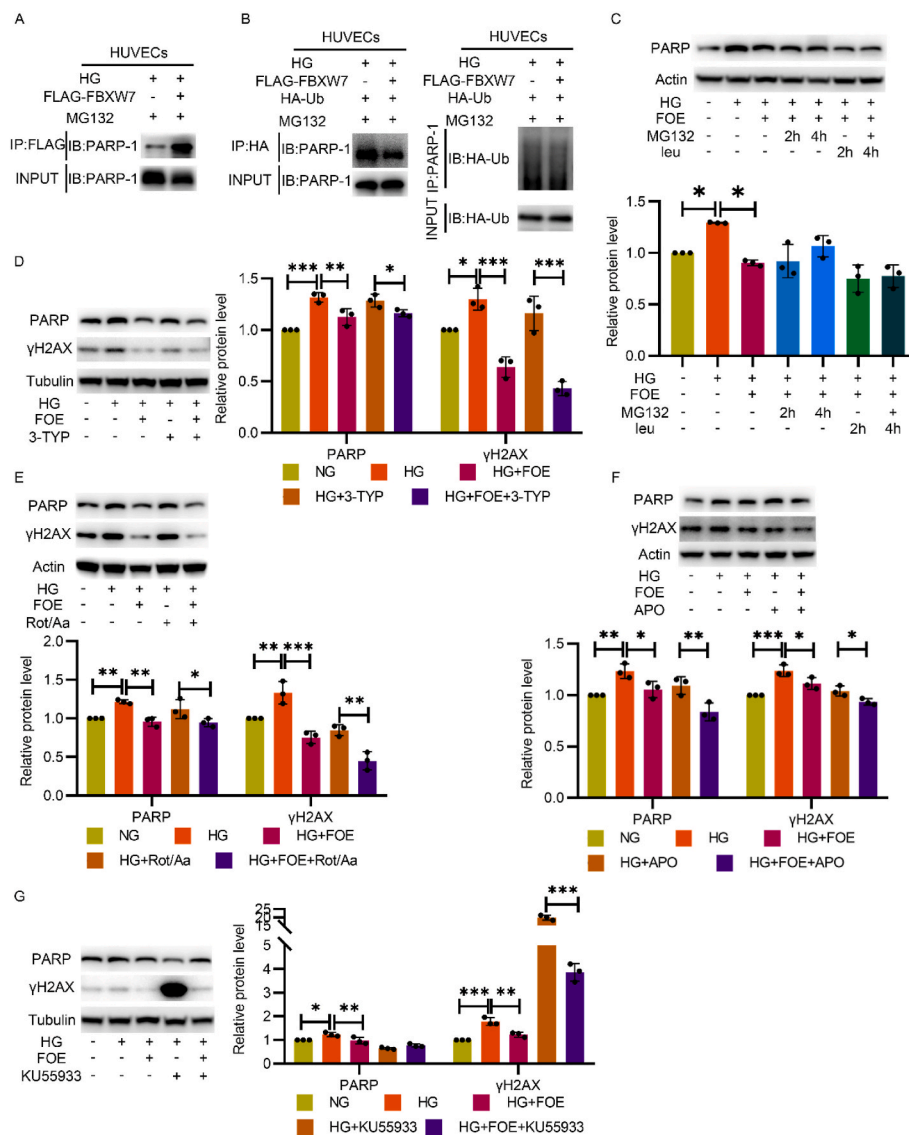 A
HUVECs
HG + +
FLAG-FBXW7 - +
MG132 + +
IP:FLAG IB:PARP-1
INPUT IB:PARP-1
B
HUVECs
HG + +
FLAG-FBXW7 - +
HA-Ub + +
MG132 + +
IP:HA IB:PARP-1
INPUT IB:PARP-1
HUVECs
HG + +
FLAG-FBXW7 - +
HA-Ub + +
MG132 + +
IP:PARP-1 IB:HA-Ub
INPUT IB:HA-Ub
C
PARP
Actin
HG - + + + + + +
FOE - - + + + + +
MG132 - - - 2h 4h - +
leu - - - - - 2h 4h
Relative protein level
1.5
1.0
0.5
0
* *
HG - + + + + + +
FOE - - + + + + +
MG132 - - - 2h 4h - +
leu - - - - - 2h 4h
D
PARP
γH2AX
Tubulin
HG - + + + +
FOE - - + - +
3-TYP - - - + +
Relative protein level
1.5
1.0
0.5
0.0
*** ** * * *** ***
PARP γH2AX
NG HG HG+FOE
HG+3-TYP HG+FOE+3-TYP
E
PARP
γH2AX
Actin
HG - + + + +
FOE - - + - +
Rot/Aa - - - + +
Relative protein level
2.0
1.5
1.0
0.5
0.0
** ** * ** *** **
PARP γH2AX
NG HG HG+FOE
HG+Rot/Aa HG+FOE+Rot/Aa
F
PARP
γH2AX
Actin
HG - + + + +
FOE - - + - +
APO - - - + +
Relative protein level
1.5
1.0
0.5
0.0
** * ** *** * *
PARP γH2AX
NG HG HG+FOE
HG+APO HG+FOE+APO
G
PARP
γH2AX
Tubulin
HG - + + + +
FOE - - + - +
KU55933 - - - + +
Relative protein level
25
20
15
5
4
3
2
1
0
* ** *** ** ***
PARP γH2AX
NG HG HG+FOE
HG+KU55933 HG+FOE+KU55933